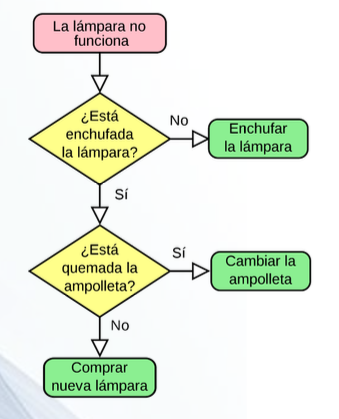 La lámpara no
funciona
¿Está
enchufada
la lámpara?
No
Enchufar
la lámpara
Sí
¿Está
quemada la
ampolleta?
Sí
Cambiar la
ampolleta
No
Comprar
nueva lámpara